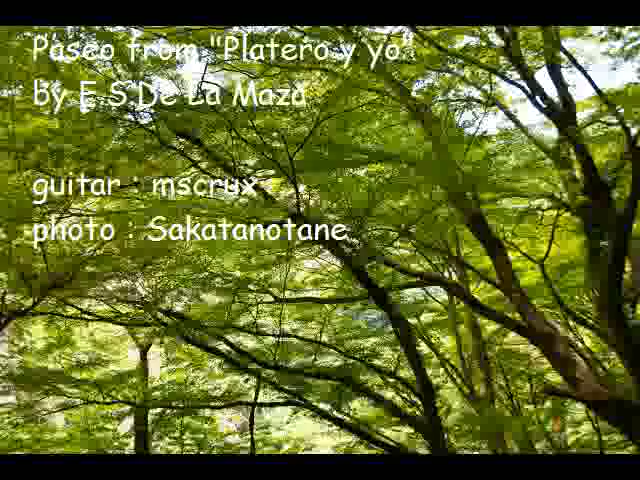 Paseo from "Platero y yo"
by E S De La Maza
guitar : mscrux
photo : Sakatanotane